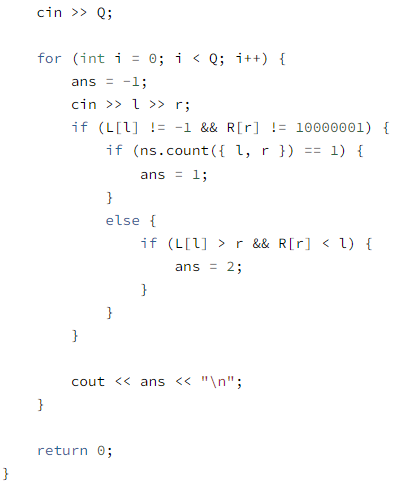 cin >> Q;
for (int i = 0; i < Q; i++) {
ans = -1;
cin >> l >> r;
if (L[l] != -1 && R[r] != 10000001) {
if (ns.count({ l, r }) == 1) {
ans = 1;
}
else {
if (L[l] > r && R[r] < l) {
ans = 2;
}
}
}
cout << ans << "\n";
}
return 0;
}